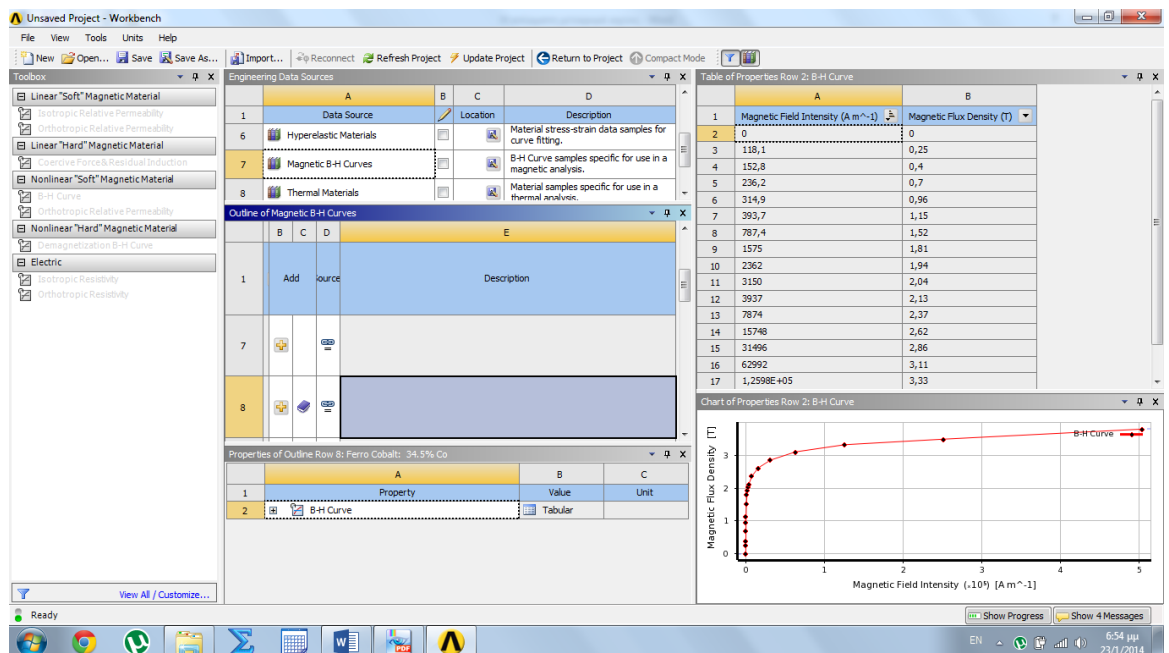 Unsaved Project - Workbench
File View Tools Units Help
New Open... Save Save As... Import... Reconnect Refresh Project Update Project Return to Project Compact Mode
Toolbox
Linear "Soft" Magnetic Material
Isotropic Relative Permeability
Orthotropic Relative Permeability
Linear "Hard" Magnetic Material
Coercive Force & Residual Induction
Nonlinear "Soft" Magnetic Material
B-H Curve
Orthotropic Relative Permeability
Nonlinear "Hard" Magnetic Material
Demagnetization B-H Curve
Electric
Isotropic Resistivity
Orthotropic Resistivity
View All / Customize...
Engineering Data Sources
A B C D
1 Data Source Location Description
6 Hyperelastic Materials Material stress-strain data samples for
curve fitting.
7 Magnetic B-H Curves B-H Curve samples specific for use in a
magnetic analysis.
8 Thermal Materials Material samples specific for use in a
thermal analysis.
Outline of Magnetic B-H Curves
B C D E
1 Add Source Description
7
8
Properties of Outline Row 8: Ferro Cobalt: 34.5% Co
A B C
1 Property Value Unit
2 B-H Curve Tabular
Table of Properties Row 2: B-H Curve
A B
1 Magnetic Field Intensity (A m^-1) Magnetic Flux Density (T)
2 0 0
3 118,1 0,25
4 152,8 0,4
5 236,2 0,7
6 314,9 0,96
7 393,7 1,15
8 787,4 1,52
9 1575 1,81
10 2362 1,94
11 3150 2,04
12 3937 2,13
13 7874 2,37
14 15748 2,62
15 31496 2,86
16 62992 3,11
17 1,2598E+05 3,33
Chart of Properties Row 2: B-H Curve
B-H Curve
Magnetic Flux Density [T]
3
2
1
0
0 1 2 3 4 5
Magnetic Field Intensity (.10⁵) [A m^-1]
Ready
Show Progress Show 4 Messages
EN 6:54 μμ
23/1/2014